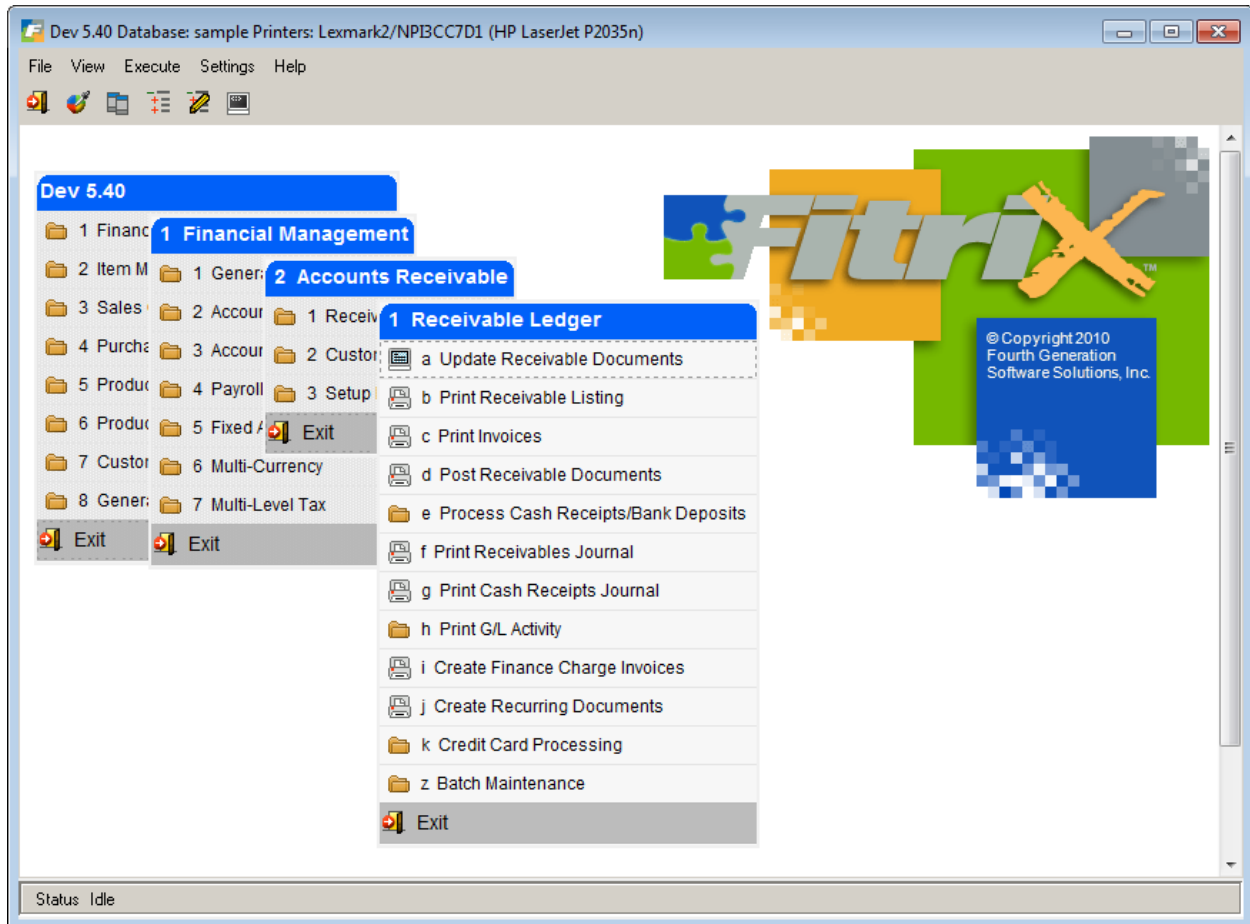 Dev 5.40 Database: sample Printers: Lexmark2/NPI3CC7D1 (HP LaserJet P2035n)
File View Execute Settings Help
Dev 5.40
1 Financ
2 Item M
3 Sales
4 Purcha
5 Produc
6 Produc
7 Custom
8 Genera
Exit
1 Financial Management
1 Genera
2 Accoun
3 Accoun
4 Payroll
5 Fixed A
6 Multi-Currency
7 Multi-Level Tax
Exit
2 Accounts Receivable
1 Receiv
2 Custom
3 Setup
Exit
1 Receivable Ledger
a Update Receivable Documents
b Print Receivable Listing
c Print Invoices
d Post Receivable Documents
e Process Cash Receipts/Bank Deposits
f Print Receivables Journal
g Print Cash Receipts Journal
h Print G/L Activity
i Create Finance Charge Invoices
j Create Recurring Documents
k Credit Card Processing
z Batch Maintenance
Exit
FitriX TM
© Copyright 2010
Fourth Generation
Software Solutions, Inc.
Status Idle